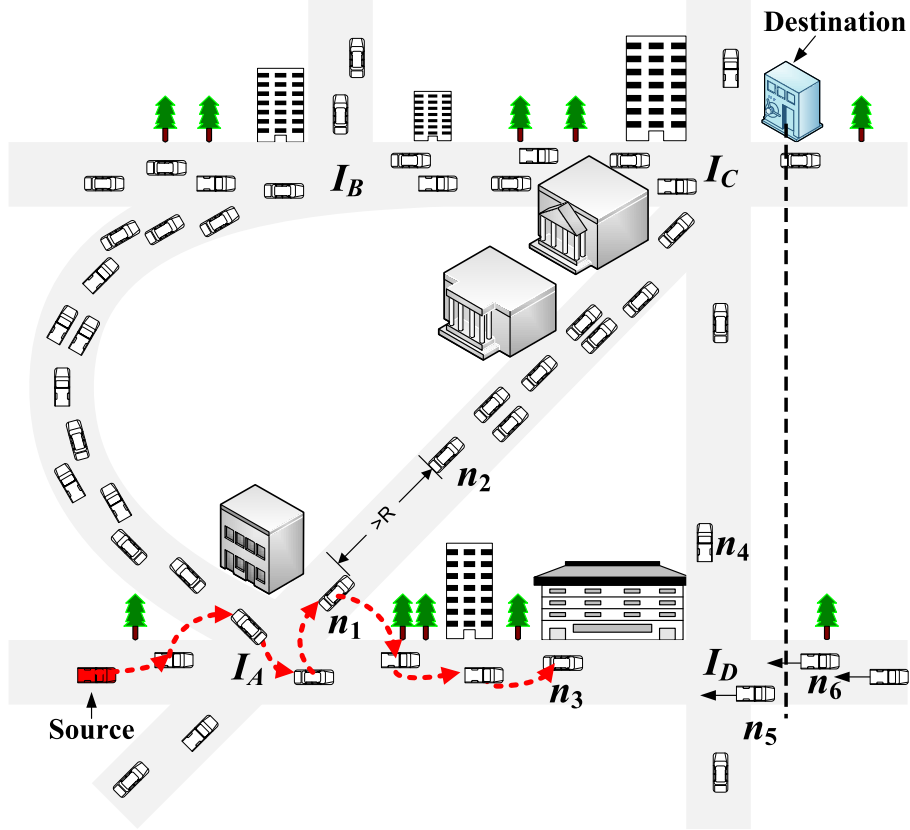 Destination
I_B
I_C
n_2
>R
n_4
n_1
I_A
I_D
n_3
n_6
Source
n_5